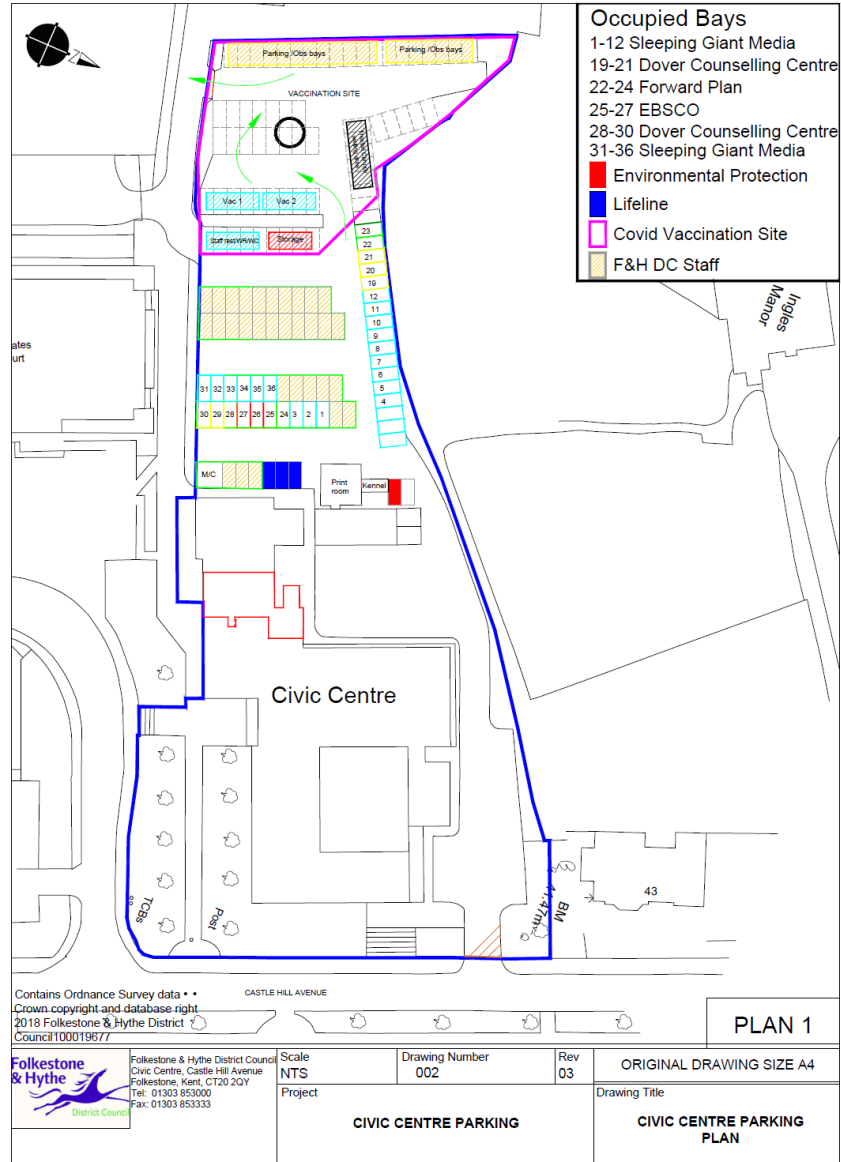 Occupied Bays
1-12 Sleeping Giant Media
19-21 Dover Counselling Centre
22-24 Forward Plan
25-27 EBSCO
28-30 Dover Counselling Centre
31-36 Sleeping Giant Media
Environmental Protection
Lifeline
Covid Vaccination Site
F&H DC Staff
Parking /Obs bays
Parking /Obs bays
VACCINATION SITE
Vac 1
Vac 2
Staff rest/WR/WC
Storage
23
22
21
20
19
12
11
10
9
8
7
6
5
4
Ingles
Manor
ates
urt
31 32 33 34 35 36
30 29 28 27 26 25 24 3 2 1
M/C
Print
room
Kennel
Civic Centre
TCBs
Post
BM
41.47m
43
CASTLE HILL AVENUE
Contains Ordnance Survey data • •
Crown copyright and database right
2018 Folkestone & Hythe District
Council100019677
PLAN 1
Folkestone
& Hythe
District Council
Folkestone & Hythe District Council
Civic Centre, Castle Hill Avenue
Folkestone, Kent, CT20 2QY
Tel: 01303 853000
Fax: 01303 853333
Scale
NTS
Drawing Number
002
Rev
03
ORIGINAL DRAWING SIZE A4
Project
CIVIC CENTRE PARKING
Drawing Title
CIVIC CENTRE PARKING
PLAN